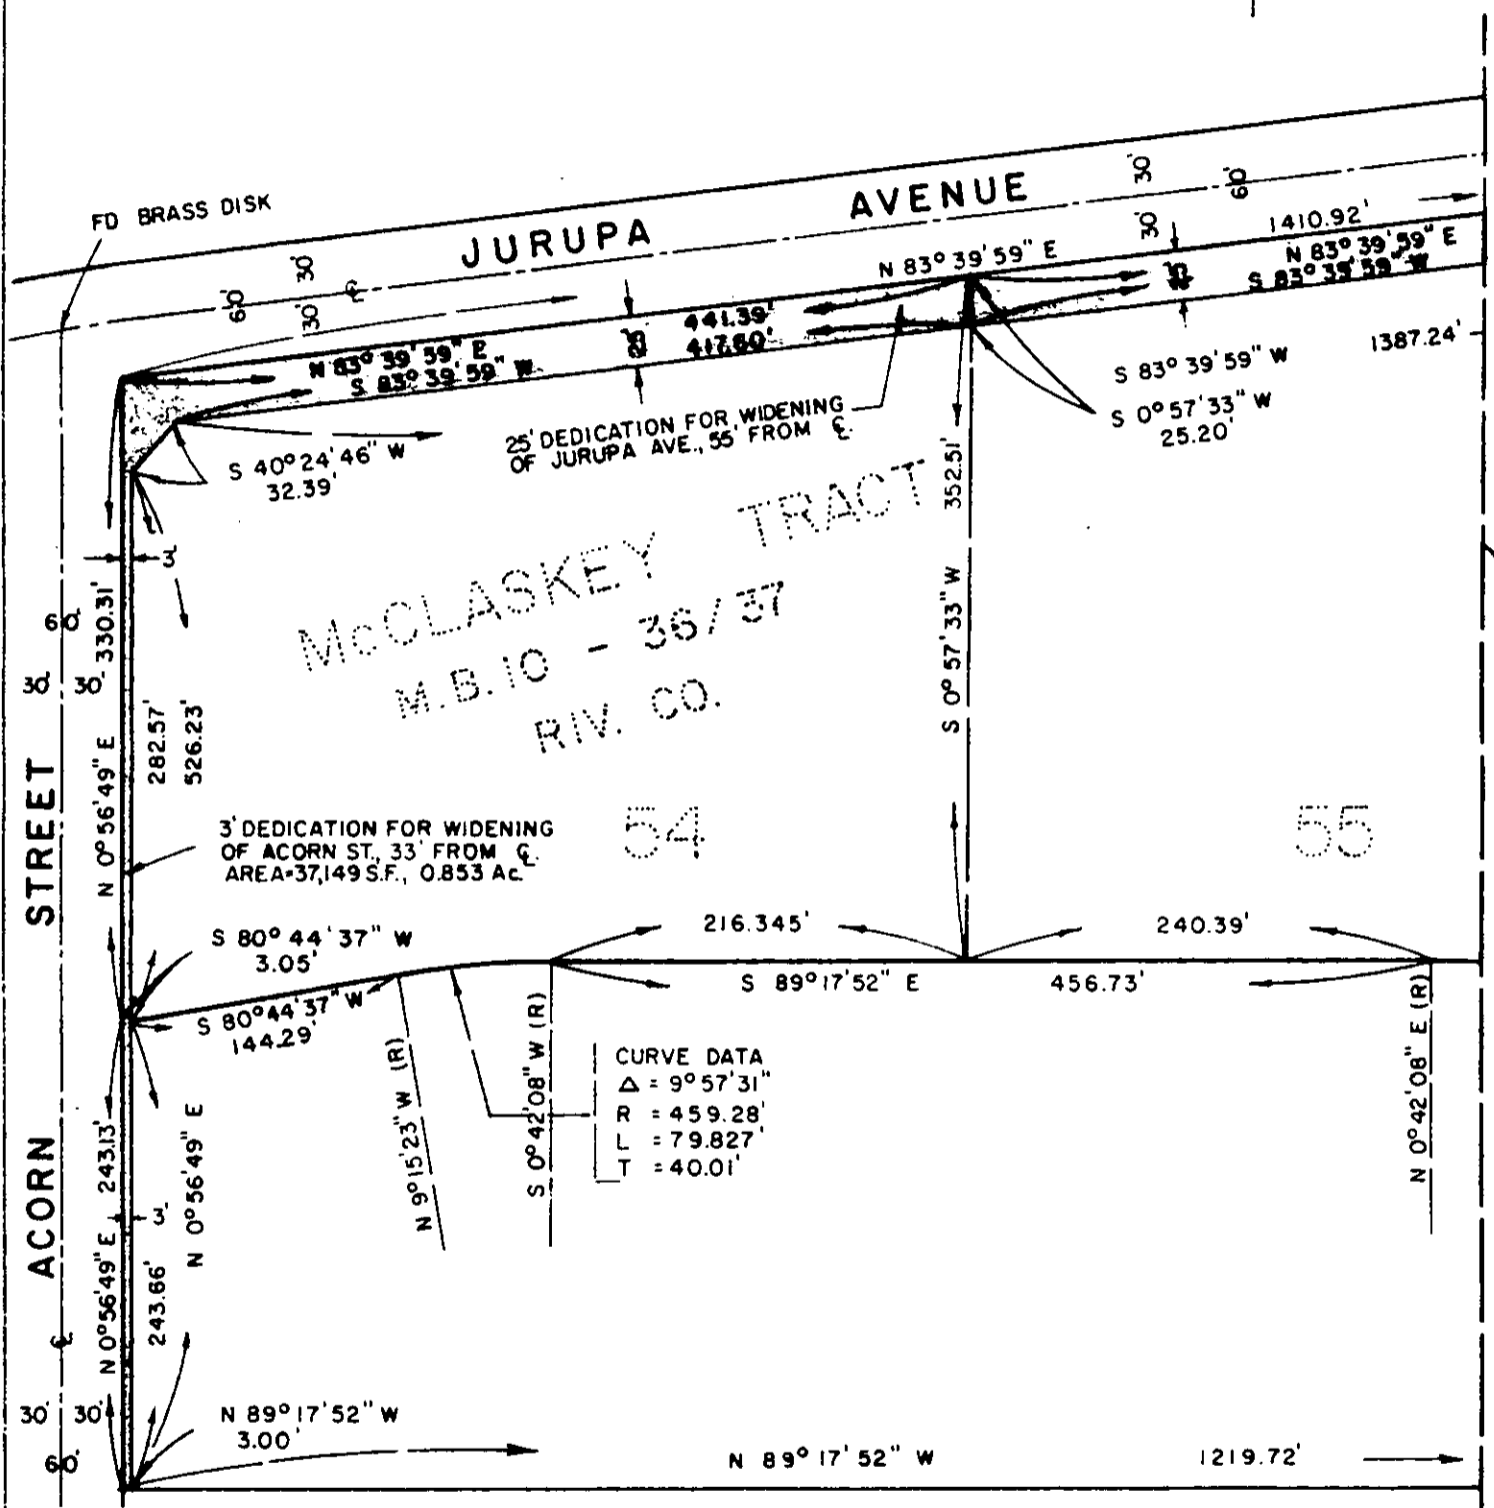 FD BRASS DISK
JURUPA AVENUE
30'
60'
30'
℄
30'
60'
30'
1410.92'
N 83° 39' 59" E
N 83° 39' 59" E
S 83° 39' 59" W
441.39'
417.60'
25'
N 83° 39' 59" E
S 83° 39' 59" W
1387.24'
S 83° 39' 59" W
S 0° 57' 33" W
25.20'
25' DEDICATION FOR WIDENING
OF JURUPA AVE., 55' FROM ℄
S 40° 24' 46" W
32.39'
McCLASKEY TRACT
M.B. 10 - 36/37
RIV. CO.
352.51'
S 0° 57' 33" W
3'
60'
30' 30'
N 0° 56' 49" E 330.31'
282.57'
526.23'
ACORN STREET
3' DEDICATION FOR WIDENING
OF ACORN ST., 33' FROM ℄
AREA=37,149 S.F., 0.853 Ac.
54
55
S 80° 44' 37" W
3.05'
216.345'
240.39'
S 89° 17' 52" E
456.73'
S 80° 44' 37" W
144.29'
N 9° 15' 23" W (R)
S 0° 42' 08" W (R)
N 0° 42' 08" E (R)
CURVE DATA
Δ = 9° 57' 31"
R = 459.28'
L = 79.827'
T = 40.01'
N 0° 56' 49" E 243.13'
3'
243.66'
N 0° 56' 49" E
℄
30' 30'
60'
N 89° 17' 52" W
3.00'
N 89° 17' 52" W
1219.72'